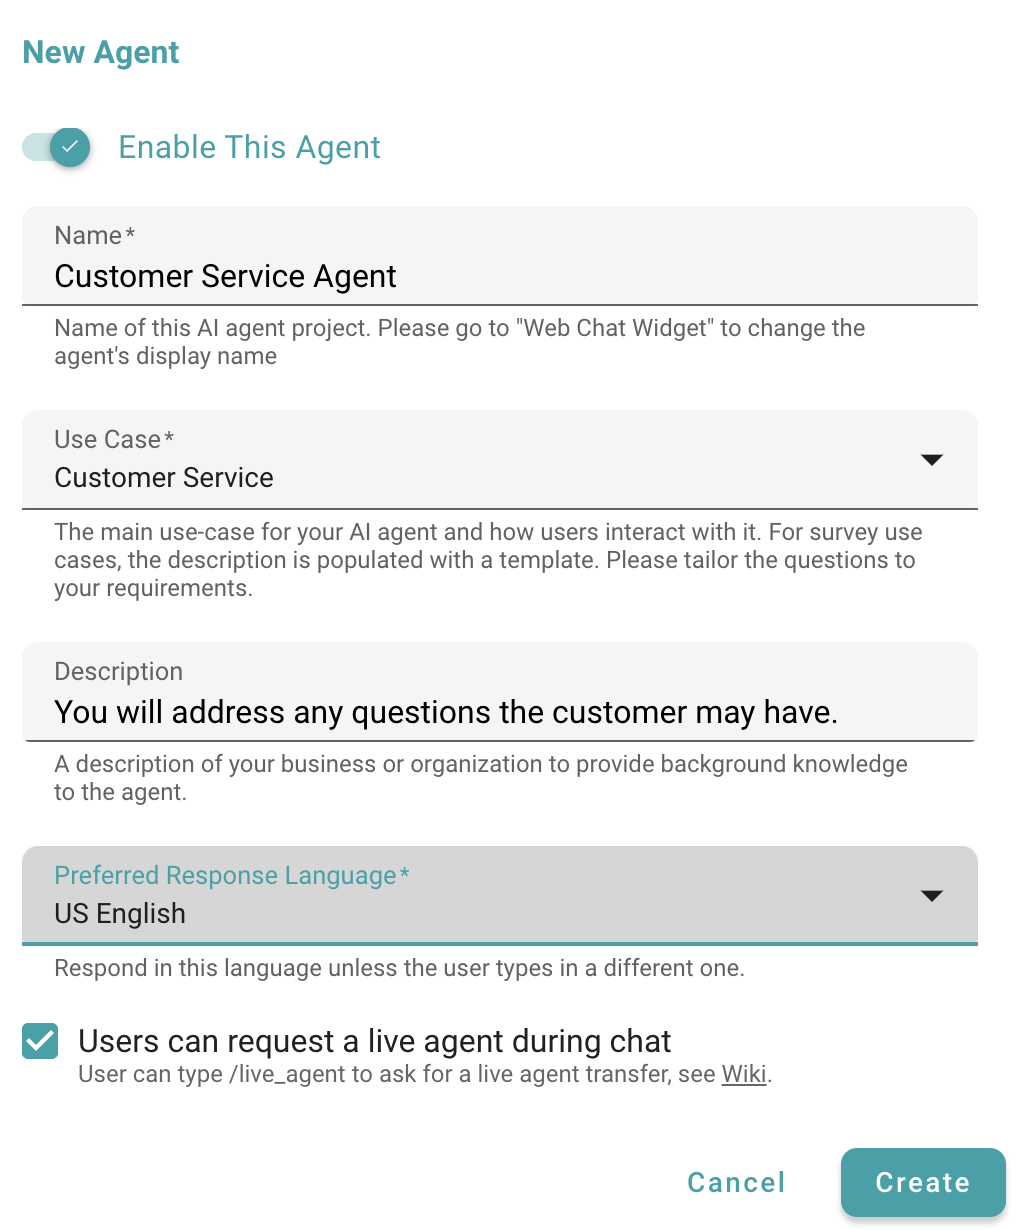 New Agent
Enable This Agent
Name*
Customer Service Agent
Name of this AI agent project. Please go to "Web Chat Widget" to change the
agent's display name
Use Case*
Customer Service
The main use-case for your AI agent and how users interact with it. For survey use
cases, the description is populated with a template. Please tailor the questions to
your requirements.
Description
You will address any questions the customer may have.
A description of your business or organization to provide background knowledge
to the agent.
Preferred Response Language*
US English
Respond in this language unless the user types in a different one.
Users can request a live agent during chat
User can type /live_agent to ask for a live agent transfer, see Wiki.
Cancel Create